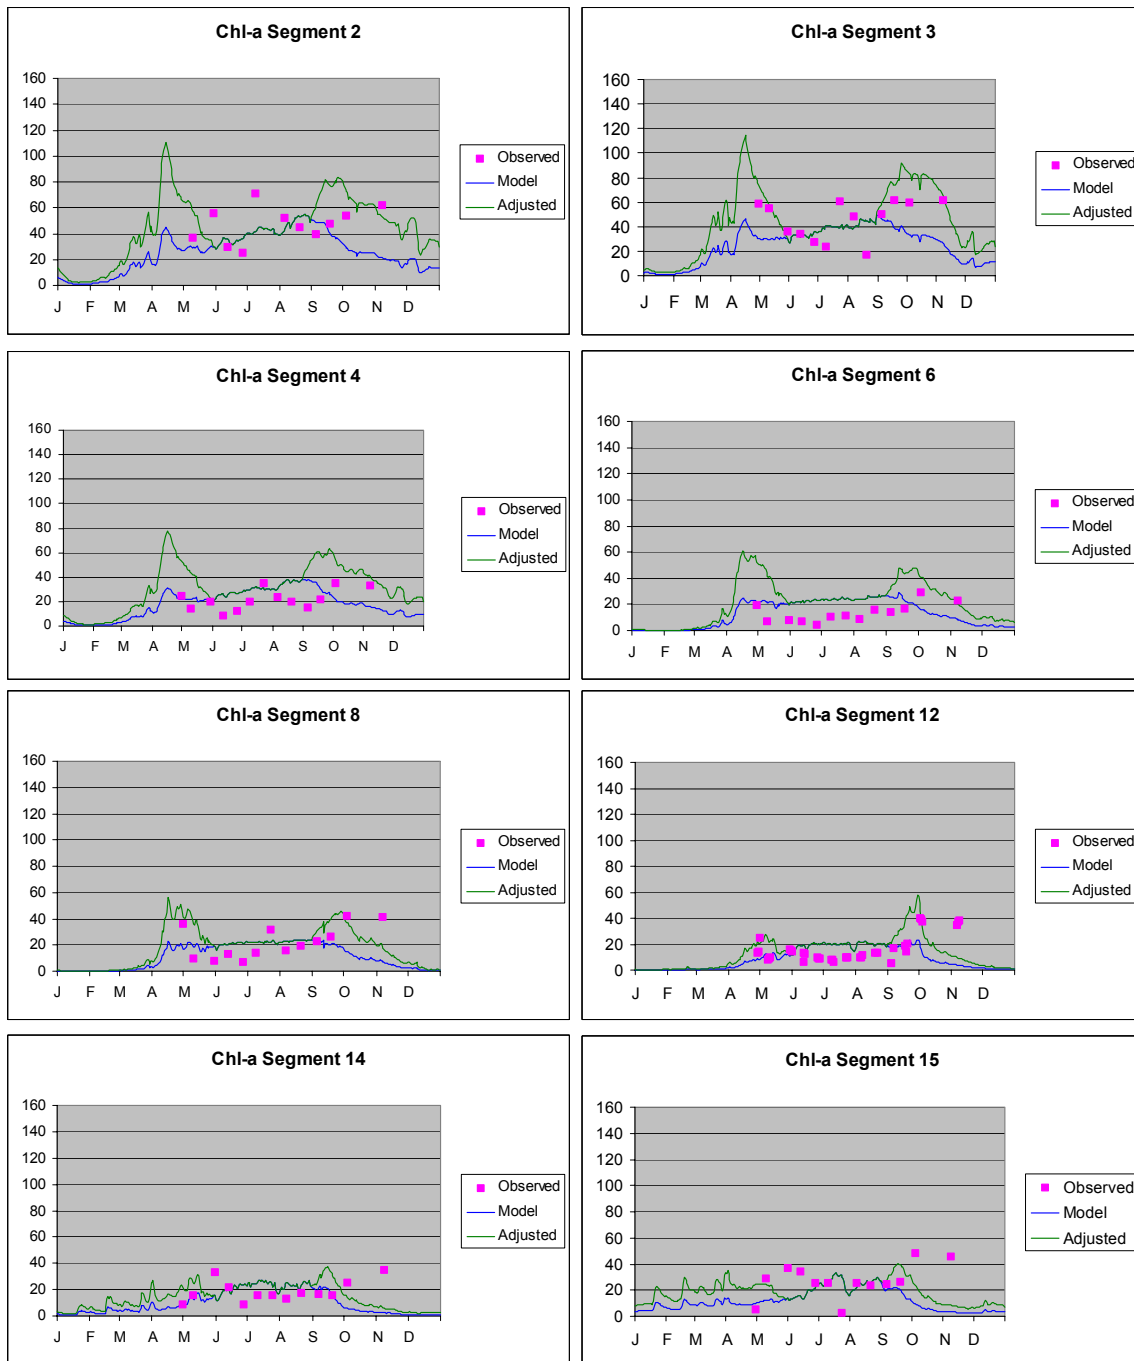 Chl-a Segment 2
160
140
120
100
80
60
40
20
0
J F M A M J J A S O N D
Observed
Model
Adjusted
Chl-a Segment 3
160
140
120
100
80
60
40
20
0
J F M A M J J A S O N D
Observed
Model
Adjusted
Chl-a Segment 4
160
140
120
100
80
60
40
20
0
J F M A M J J A S O N D
Observed
Model
Adjusted
Chl-a Segment 6
160
140
120
100
80
60
40
20
0
J F M A M J J A S O N D
Observed
Model
Adjusted
Chl-a Segment 8
160
140
120
100
80
60
40
20
0
J F M A M J J A S O N D
Observed
Model
Adjusted
Chl-a Segment 12
160
140
120
100
80
60
40
20
0
J F M A M J J A S O N D
Observed
Model
Adjusted
Chl-a Segment 14
160
140
120
100
80
60
40
20
0
J F M A M J J A S O N D
Observed
Model
Adjusted
Chl-a Segment 15
160
140
120
100
80
60
40
20
0
J F M A M J J A S O N D
Observed
Model
Adjusted